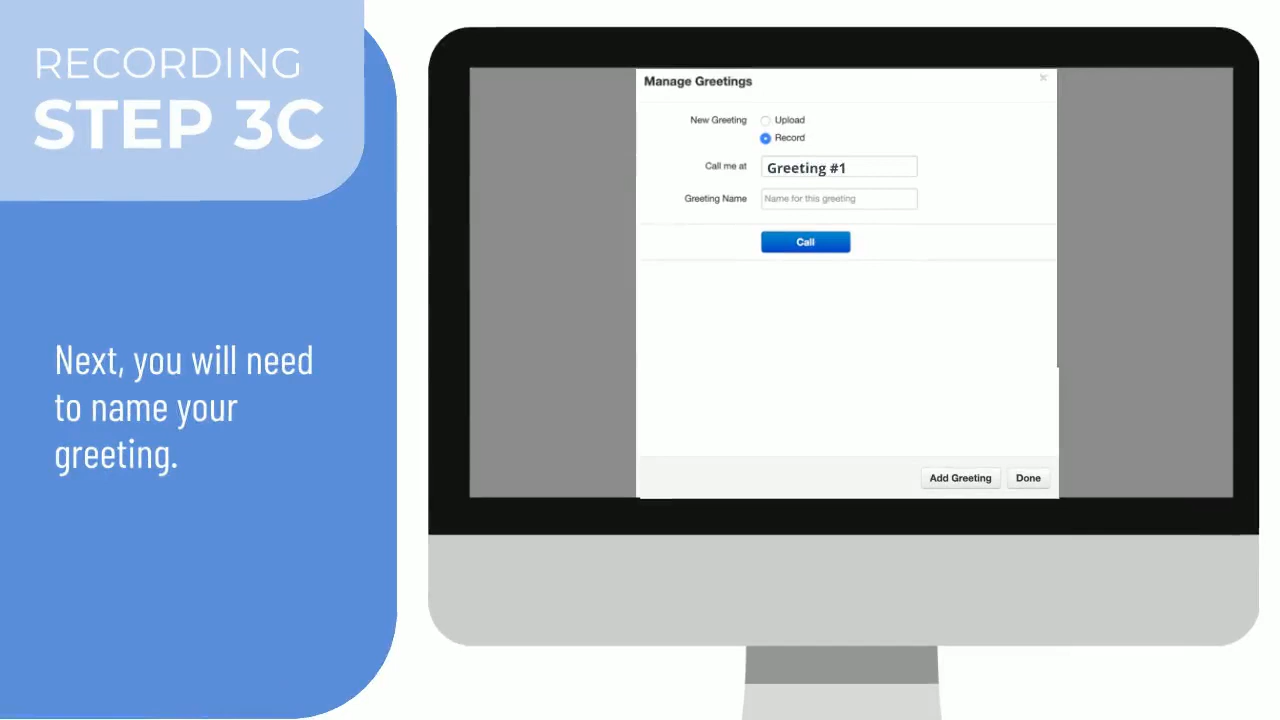 RECORDING
STEP 3C
Next, you will need
to name your
greeting.
Manage Greetings
×
New Greeting Upload
Record
Call me at Greeting #1
Greeting Name Name for this greeting
Call
Add Greeting Done